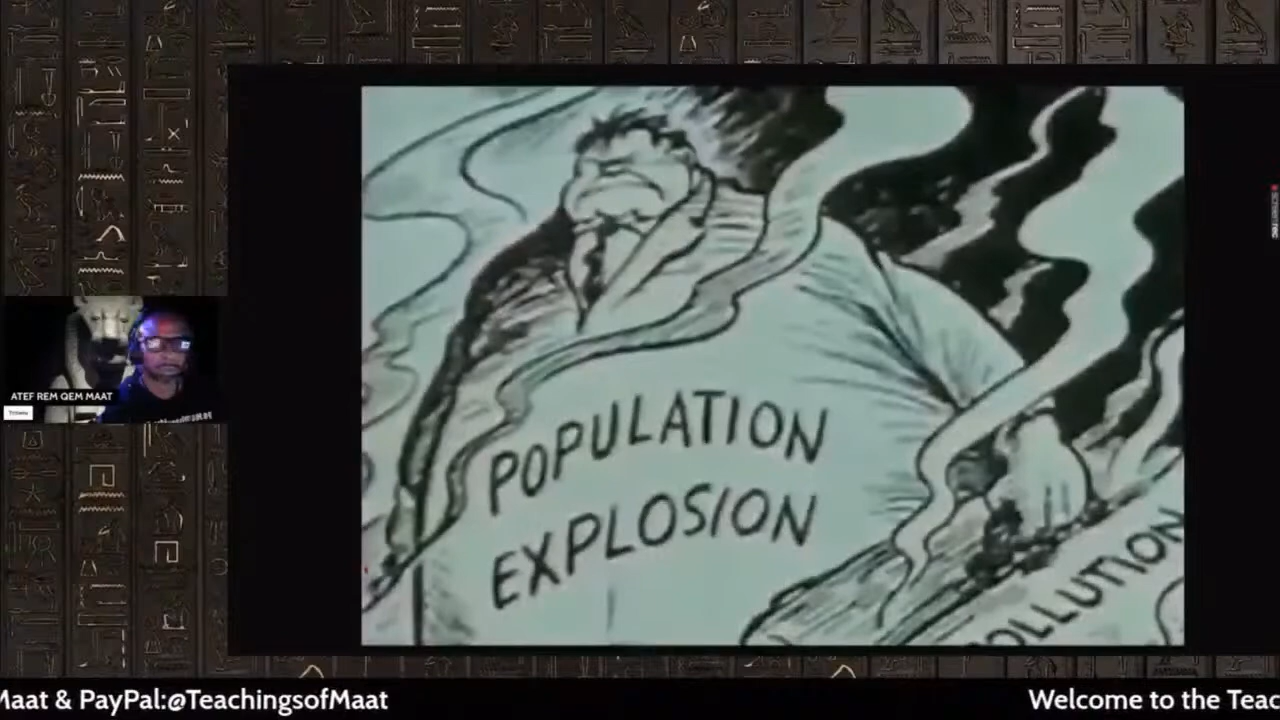 POPULATION
EXPLOSION
OLLUTION
ATEF REM QEM MAAT
Maat & PayPal:@TeachingsofMaat
Welcome to the Teac